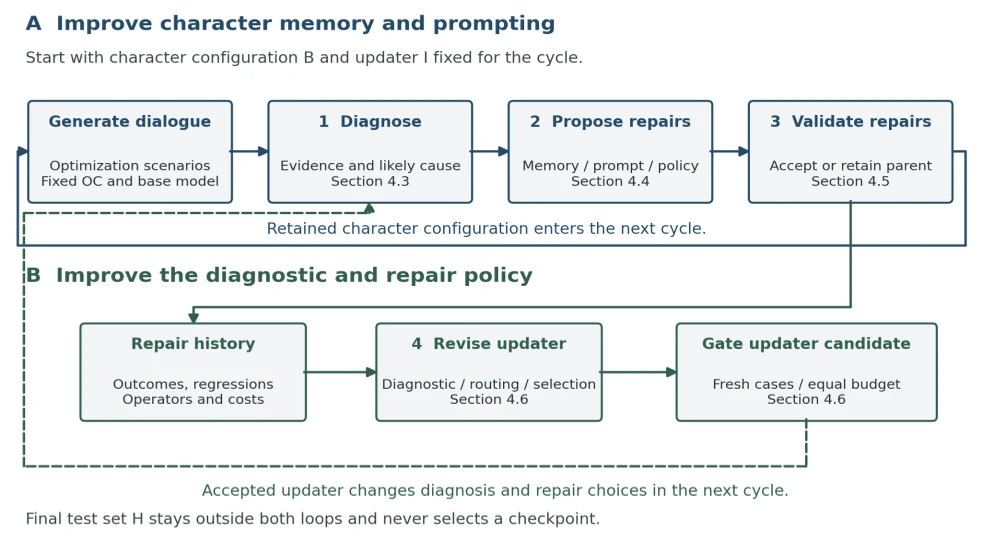 A  Improve character memory and prompting
Start with character configuration B and updater I fixed for the cycle.
Generate dialogue
Optimization scenarios
Fixed OC and base model
1  Diagnose
Evidence and likely cause
Section 4.3
2  Propose repairs
Memory / prompt / policy
Section 4.4
3  Validate repairs
Accept or retain parent
Section 4.5
Retained character configuration enters the next cycle.
B  Improve the diagnostic and repair policy
Repair history
Outcomes, regressions
Operators and costs
4  Revise updater
Diagnostic / routing / selection
Section 4.6
Gate updater candidate
Fresh cases / equal budget
Section 4.6
Accepted updater changes diagnosis and repair choices in the next cycle.
Final test set H stays outside both loops and never selects a checkpoint.